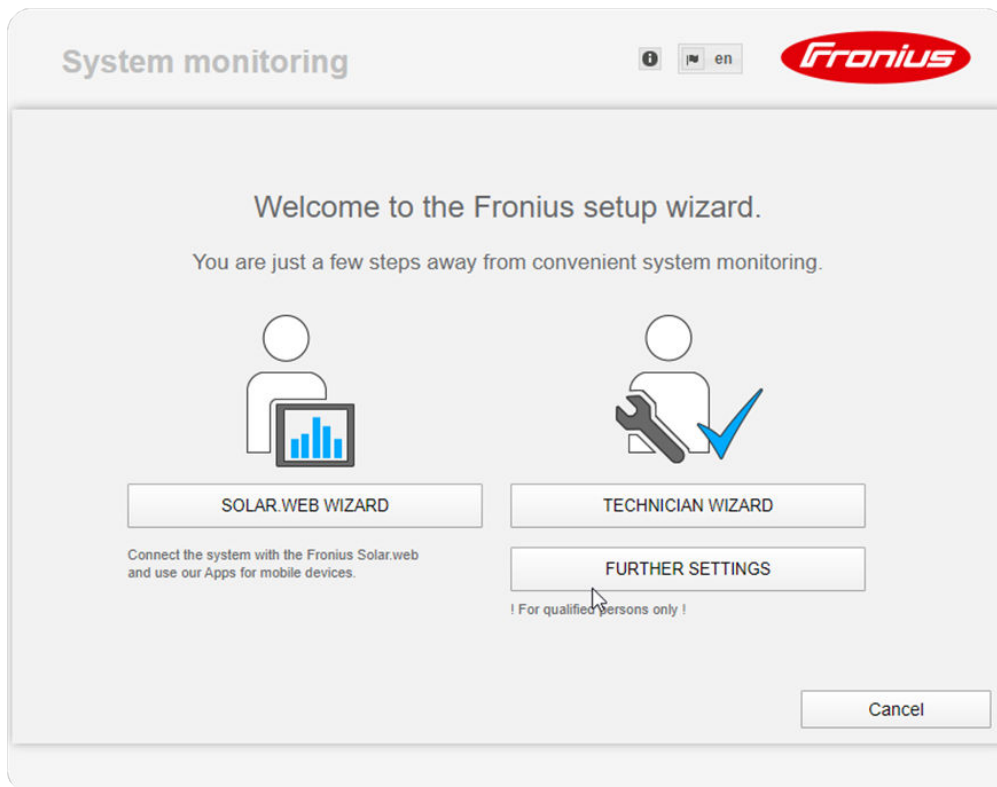 System monitoring
en
Fronius
Welcome to the Fronius setup wizard.
You are just a few steps away from convenient system monitoring.
SOLAR.WEB WIZARD
Connect the system with the Fronius Solar.web
and use our Apps for mobile devices.
TECHNICIAN WIZARD
FURTHER SETTINGS
! For qualified persons only !
Cancel